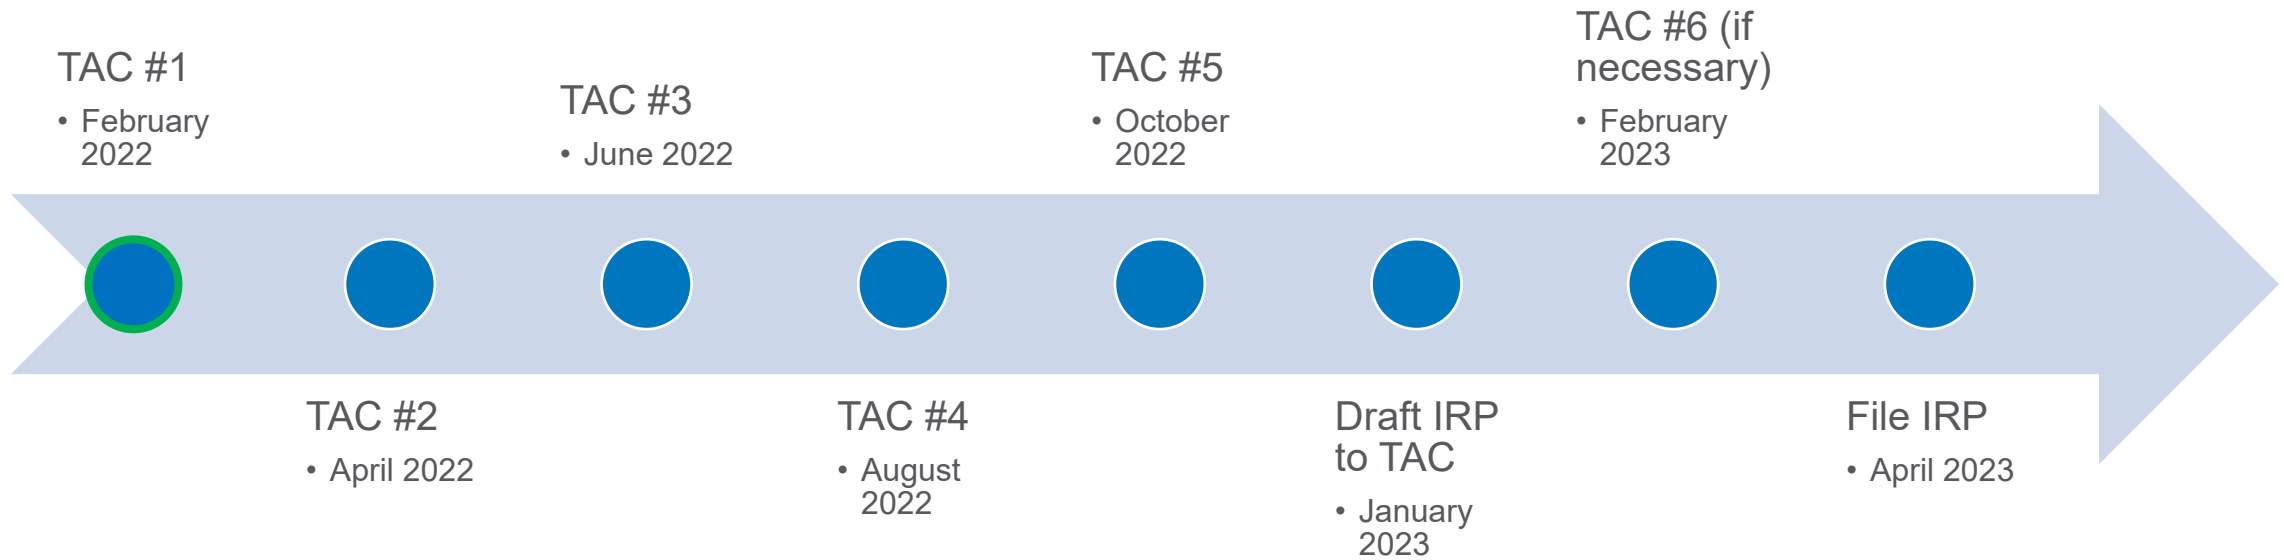 TAC #1
• February
2022
TAC #2
• April 2022
TAC #3
• June 2022
TAC #4
• August
2022
TAC #5
• October
2022
Draft IRP
to TAC
• January
2023
TAC #6 (if
necessary)
• February
2023
File IRP
• April 2023